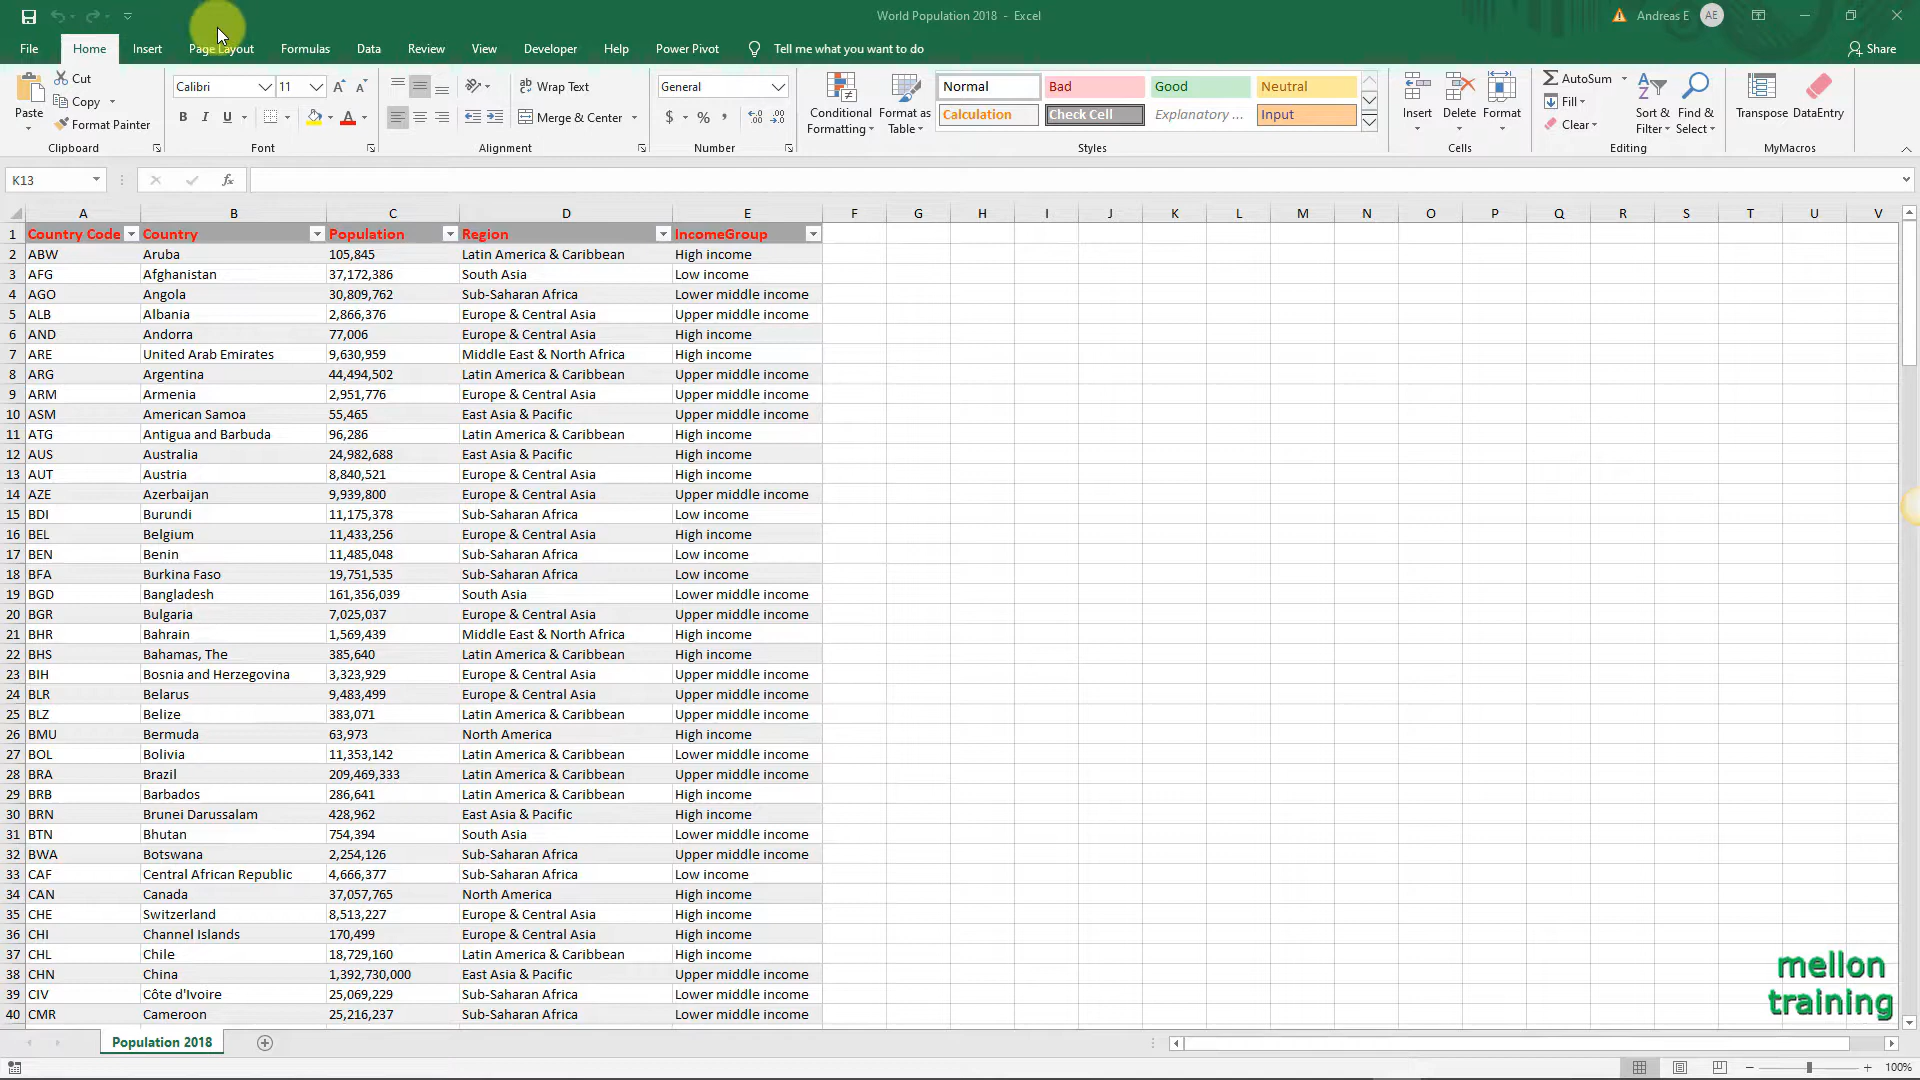 World Population 2018 - Excel
Andreas E AE
File Home Insert Page Layout Formulas Data Review View Developer Help Power Pivot Tell me what you want to do Share
Paste Cut Copy Format Painter Clipboard
Calibri 11 A A B I U A Font
ab Wrap Text Merge & Center Alignment
General $ % , Number
Conditional Formatting Format as Table
Normal Bad Good Neutral
Calculation Check Cell Explanatory ... Input
Styles
Insert Delete Format Cells
AutoSum Fill Clear Sort & Filter Find & Select Editing
Transpose DataEntry MyMacros
K13 fx
A B C D E F G H I J K L M N O P Q R S T U V
1 Country Code Country Population Region IncomeGroup
2 ABW Aruba 105,845 Latin America & Caribbean High income
3 AFG Afghanistan 37,172,386 South Asia Low income
4 AGO Angola 30,809,762 Sub-Saharan Africa Lower middle income
5 ALB Albania 2,866,376 Europe & Central Asia Upper middle income
6 AND Andorra 77,006 Europe & Central Asia High income
7 ARE United Arab Emirates 9,630,959 Middle East & North Africa High income
8 ARG Argentina 44,494,502 Latin America & Caribbean Upper middle income
9 ARM Armenia 2,951,776 Europe & Central Asia Upper middle income
10 ASM American Samoa 55,465 East Asia & Pacific Upper middle income
11 ATG Antigua and Barbuda 96,286 Latin America & Caribbean High income
12 AUS Australia 24,982,688 East Asia & Pacific High income
13 AUT Austria 8,840,521 Europe & Central Asia High income
14 AZE Azerbaijan 9,939,800 Europe & Central Asia Upper middle income
15 BDI Burundi 11,175,378 Sub-Saharan Africa Low income
16 BEL Belgium 11,433,256 Europe & Central Asia High income
17 BEN Benin 11,485,048 Sub-Saharan Africa Low income
18 BFA Burkina Faso 19,751,535 Sub-Saharan Africa Low income
19 BGD Bangladesh 161,356,039 South Asia Lower middle income
20 BGR Bulgaria 7,025,037 Europe & Central Asia Upper middle income
21 BHR Bahrain 1,569,439 Middle East & North Africa High income
22 BHS Bahamas, The 385,640 Latin America & Caribbean High income
23 BIH Bosnia and Herzegovina 3,323,929 Europe & Central Asia Upper middle income
24 BLR Belarus 9,483,499 Europe & Central Asia Upper middle income
25 BLZ Belize 383,071 Latin America & Caribbean Upper middle income
26 BMU Bermuda 63,973 North America High income
27 BOL Bolivia 11,353,142 Latin America & Caribbean Lower middle income
28 BRA Brazil 209,469,333 Latin America & Caribbean Upper middle income
29 BRB Barbados 286,641 Latin America & Caribbean High income
30 BRN Brunei Darussalam 428,962 East Asia & Pacific High income
31 BTN Bhutan 754,394 South Asia Lower middle income
32 BWA Botswana 2,254,126 Sub-Saharan Africa Upper middle income
33 CAF Central African Republic 4,666,377 Sub-Saharan Africa Low income
34 CAN Canada 37,057,765 North America High income
35 CHE Switzerland 8,513,227 Europe & Central Asia High income
36 CHI Channel Islands 170,499 Europe & Central Asia High income
37 CHL Chile 18,729,160 Latin America & Caribbean High income
38 CHN China 1,392,730,000 East Asia & Pacific Upper middle income
39 CIV Côte d'Ivoire 25,069,229 Sub-Saharan Africa Lower middle income
40 CMR Cameroon 25,216,237 Sub-Saharan Africa Lower middle income
mellon
training
Population 2018
100%